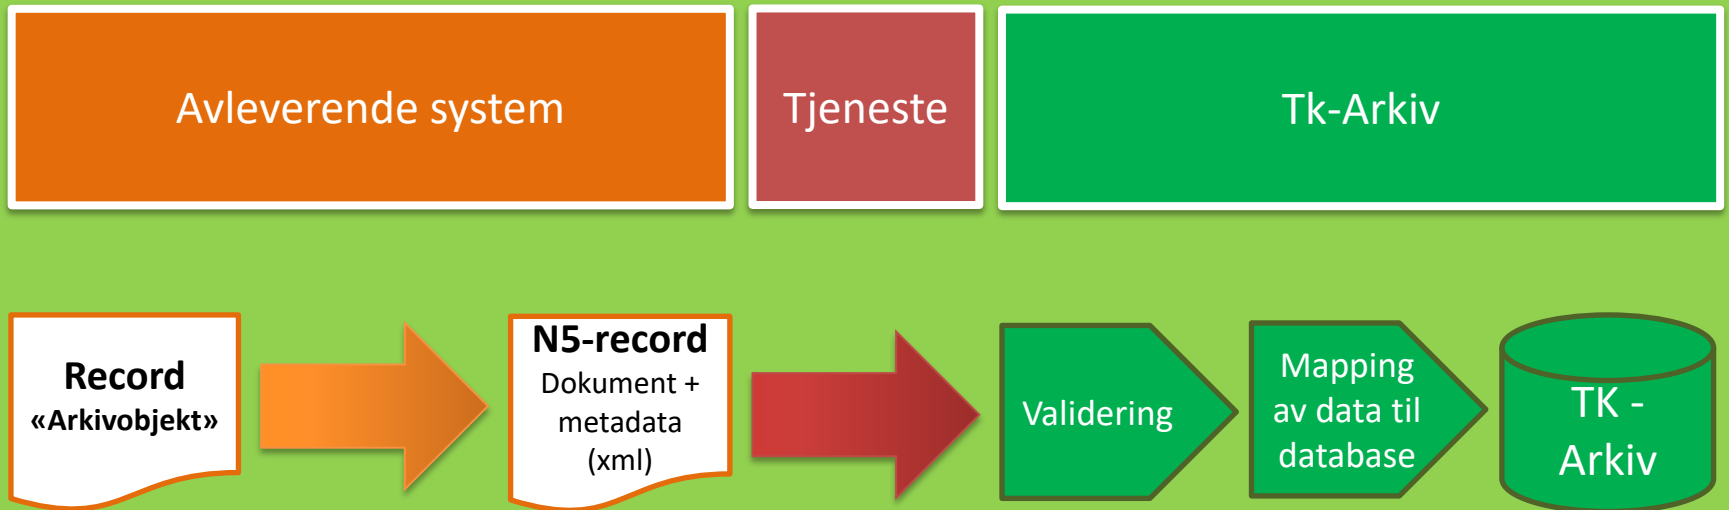 Avleverende system
Tjeneste
Tk-Arkiv
Record
«Arkivobjekt»
N5-record
Dokument +
metadata
(xml)
Validering
Mapping
av data til
database
TK -
Arkiv